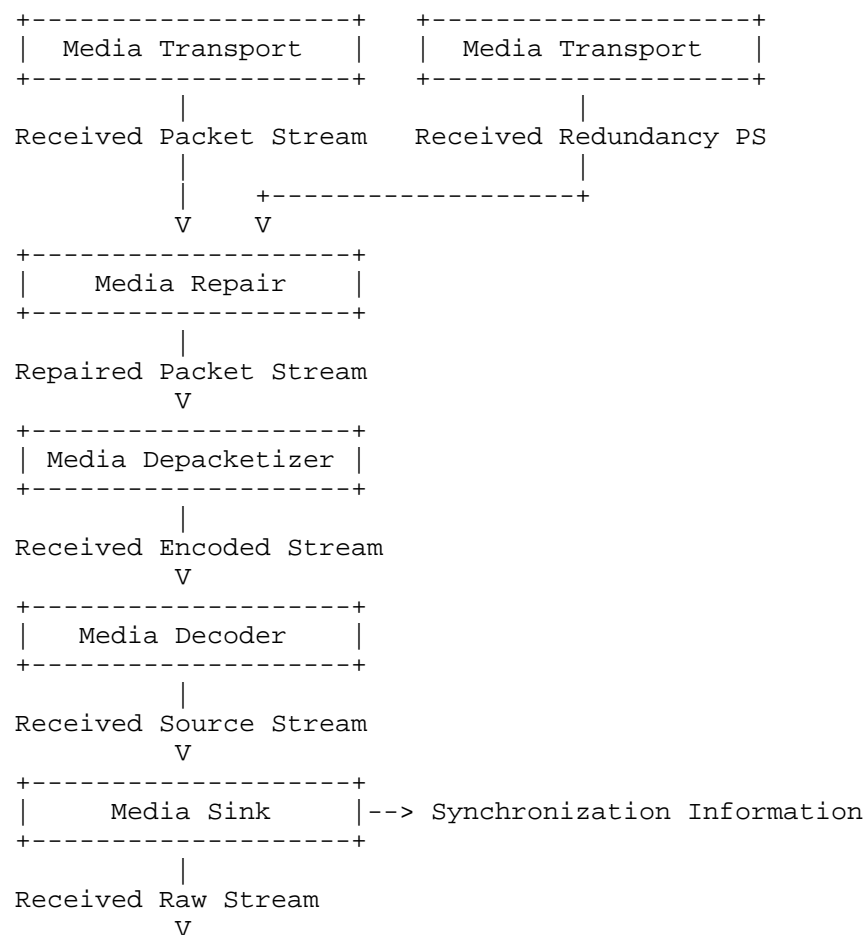 Media Transport Media Transport
Received Packet Stream Received Redundancy PS
V V
Media Repair
Repaired Packet Stream
V
Media Depacketizer
Received Encoded Stream
V
Media Decoder
Received Source Stream
V
Media Sink --> Synchronization Information
Received Raw Stream
V